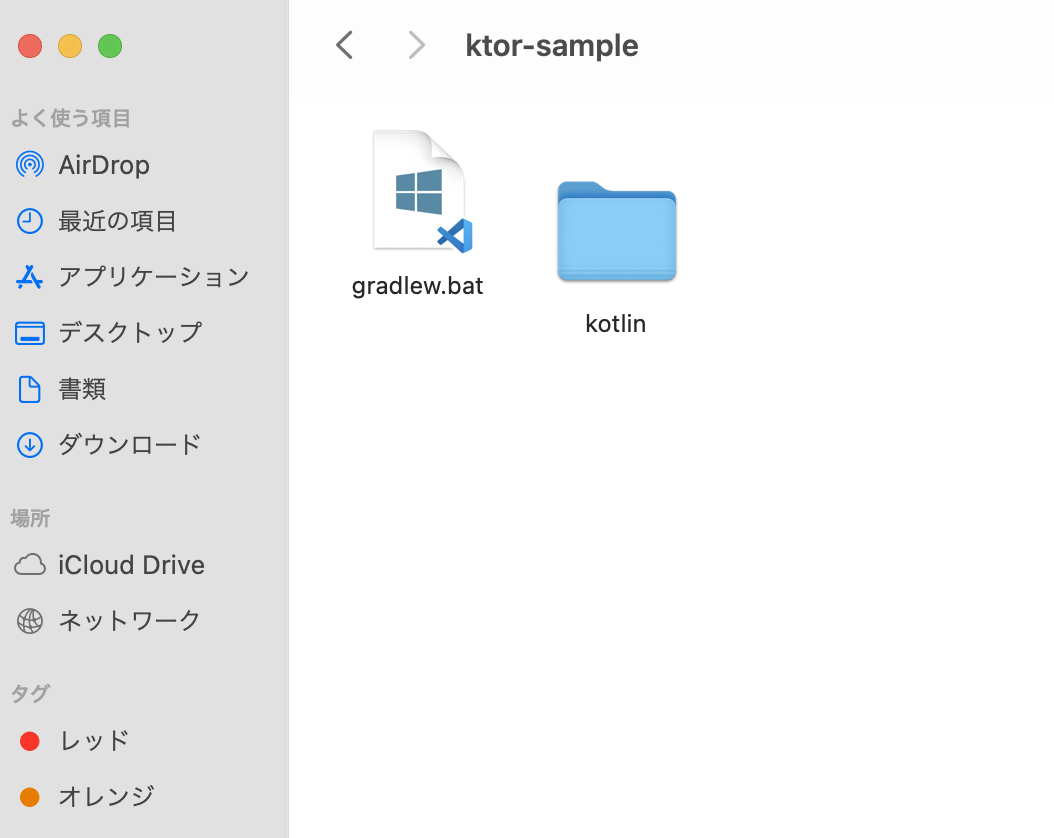 ktor-sample
よく使う項目
AirDrop
最近の項目
アプリケーション
デスクトップ
書類
ダウンロード
場所
iCloud Drive
ネットワーク
タグ
レッド
オレンジ
gradlew.bat
kotlin